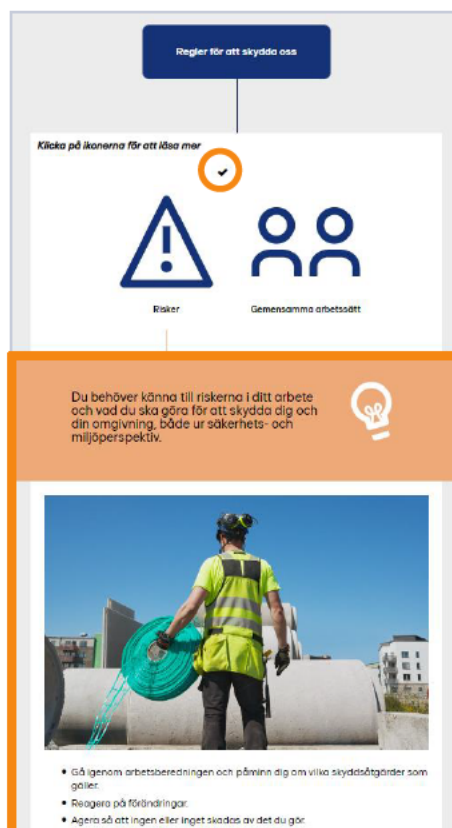 Regler för att skydda oss
Klicka på ikonerna för att läsa mer
Risker
Gemensamma arbetssätt
Du behöver känna till riskerna i ditt arbete
och vad du ska göra för att skydda dig och
din omgivning, både ur säkerhets- och
miljöperspektiv.
• Gå igenom arbetsberedningen och påminn dig om vilka skyddsåtgärder som
gäller.
• Reagera på förändringar.
• Agera så att ingen eller inget skadas av det du gör.